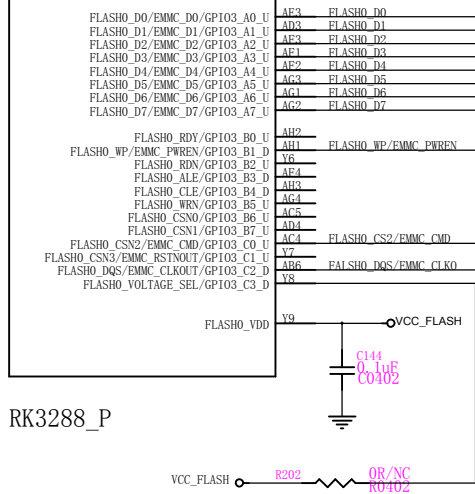 FLASH0_D0/EMMC_D0/GPIO3_A0_U AE3 FLASH0_D0
FLASH0_D1/EMMC_D1/GPIO3_A1_U AD3 FLASH0_D1
FLASH0_D2/EMMC_D2/GPIO3_A2_U AF3 FLASH0_D2
FLASH0_D3/EMMC_D3/GPIO3_A3_U AF1 FLASH0_D3
FLASH0_D4/EMMC_D4/GPIO3_A4_U AF2 FLASH0_D4
FLASH0_D5/EMMC_D5/GPIO3_A5_U AG3 FLASH0_D5
FLASH0_D6/EMMC_D6/GPIO3_A6_U AG1 FLASH0_D6
FLASH0_D7/EMMC_D7/GPIO3_A7_U AG2 FLASH0_D7
FLASH0_RDY/GPIO3_B0_U AH2
FLASH0_WP/EMMC_PWREN/GPIO3_B1_D AH1 FLASH0_WP/EMMC_PWREN
FLASH0_RDN/GPIO3_B2_U Y6
FLASH0_ALE/GPIO3_B3_D AF4
FLASH0_CLE/GPIO3_B4_D AH3
FLASH0_WRN/GPIO3_B5_U AG4
FLASH0_CSN0/GPIO3_B6_U AC5
FLASH0_CSN1/GPIO3_B7_U AD4
FLASH0_CSN2/EMMC_CMD/GPIO3_C0_U AC4 FLASH0_CS2/EMMC_CMD
FLASH0_CSN3/EMMC_RSTNOUT/GPIO3_C1_U Y7
FLASH0_DQS/EMMC_CLKOUT/GPIO3_C2_D AB6 FALSH0_DQS/EMMC_CLKO
FLASH0_VOLTAGE_SEL/GPIO3_C3_D Y8
FLASH0_VDD Y9 VCC_FLASH
C144
0.1uF
C0402
RK3288_P
VCC_FLASH R202 0R/NC
R0402